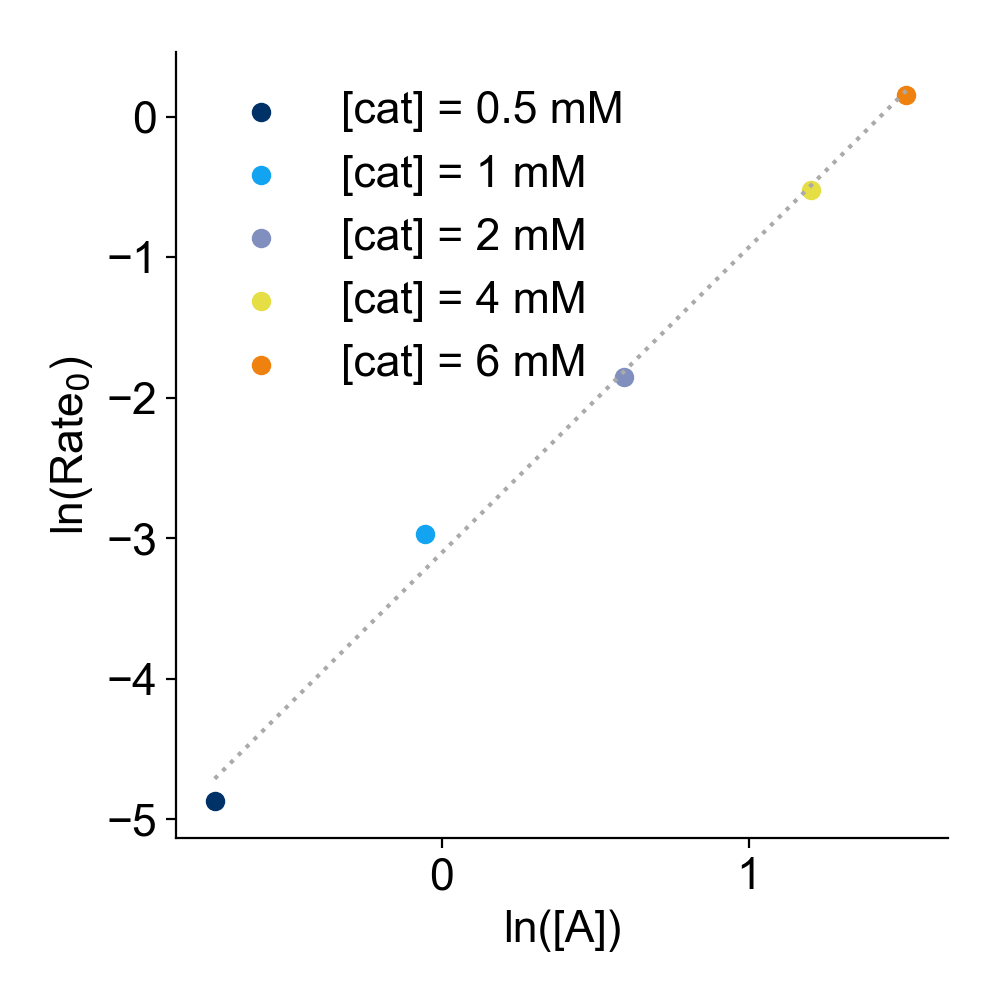 [cat] = 0.5 mM
[cat] = 1 mM
[cat] = 2 mM
[cat] = 4 mM
[cat] = 6 mM
0
−1
−2
−3
−4
−5
ln(Rate₀)
0
1
ln([A])